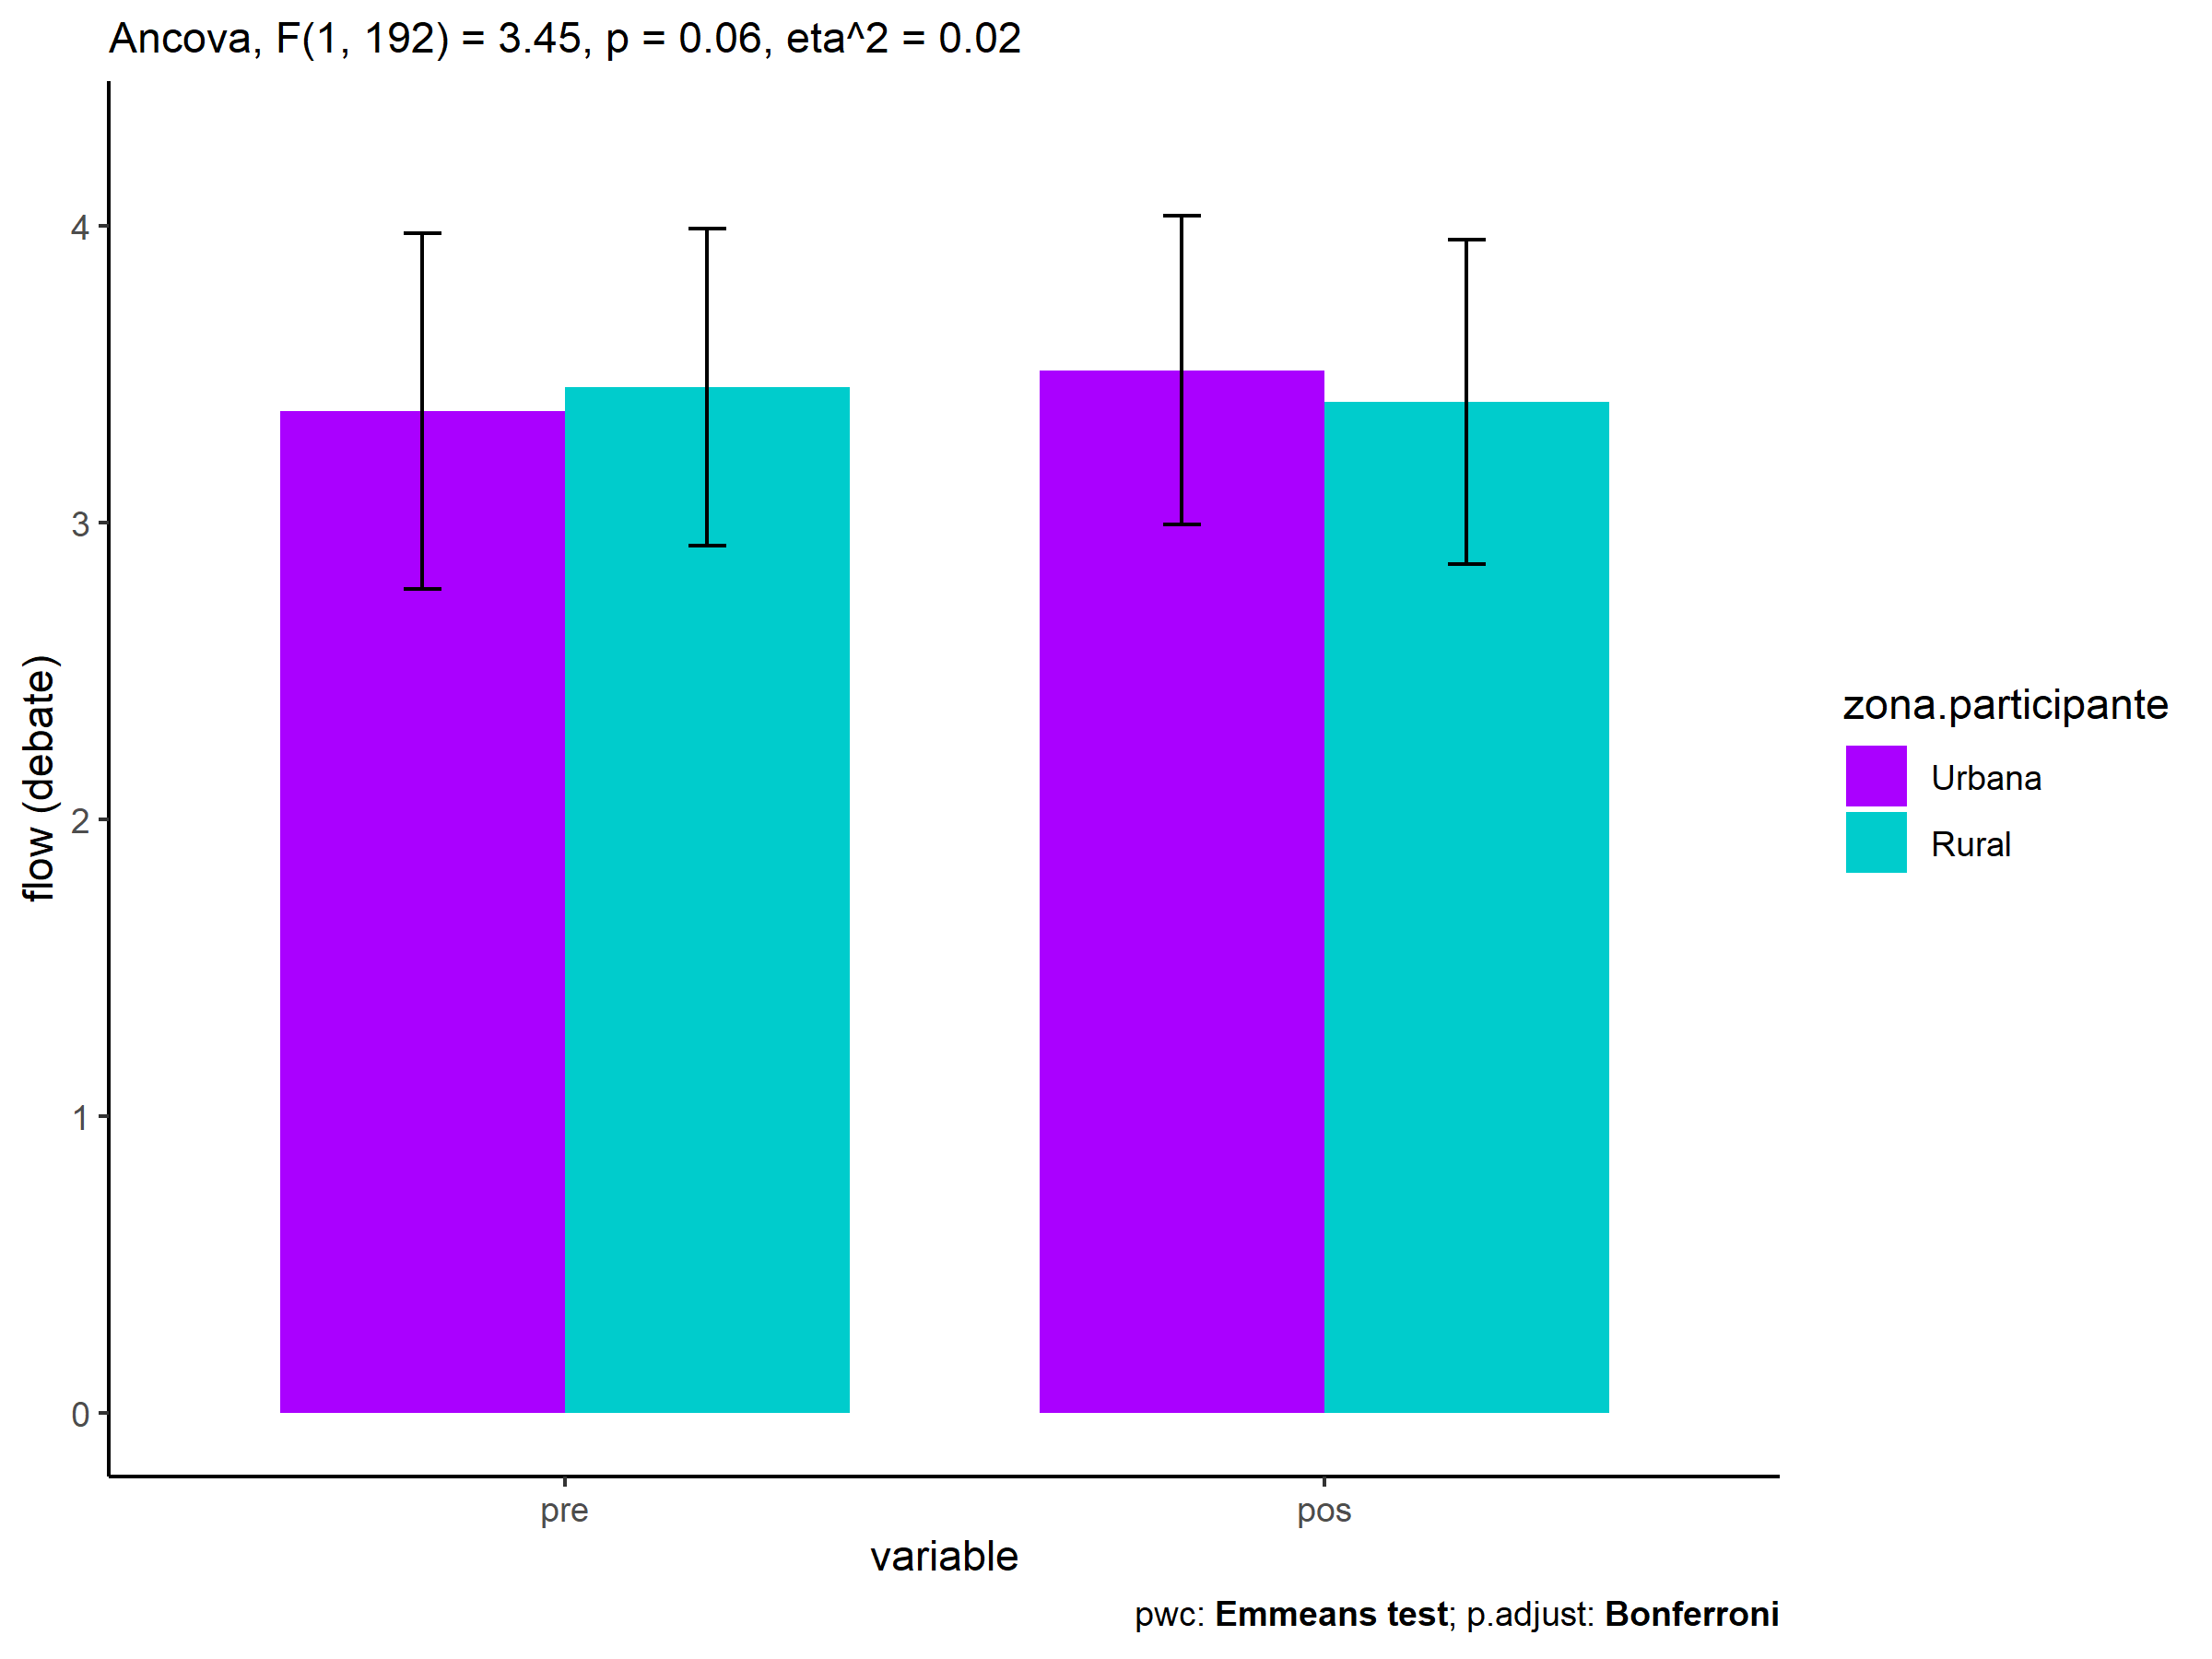 Ancova, F(1, 192) = 3.45, p = 0.06, eta^2 = 0.02
flow (debate)
4
3
2
1
0
pre
pos
variable
zona.participante
Urbana
Rural
pwc: Emmeans test; p.adjust: Bonferroni